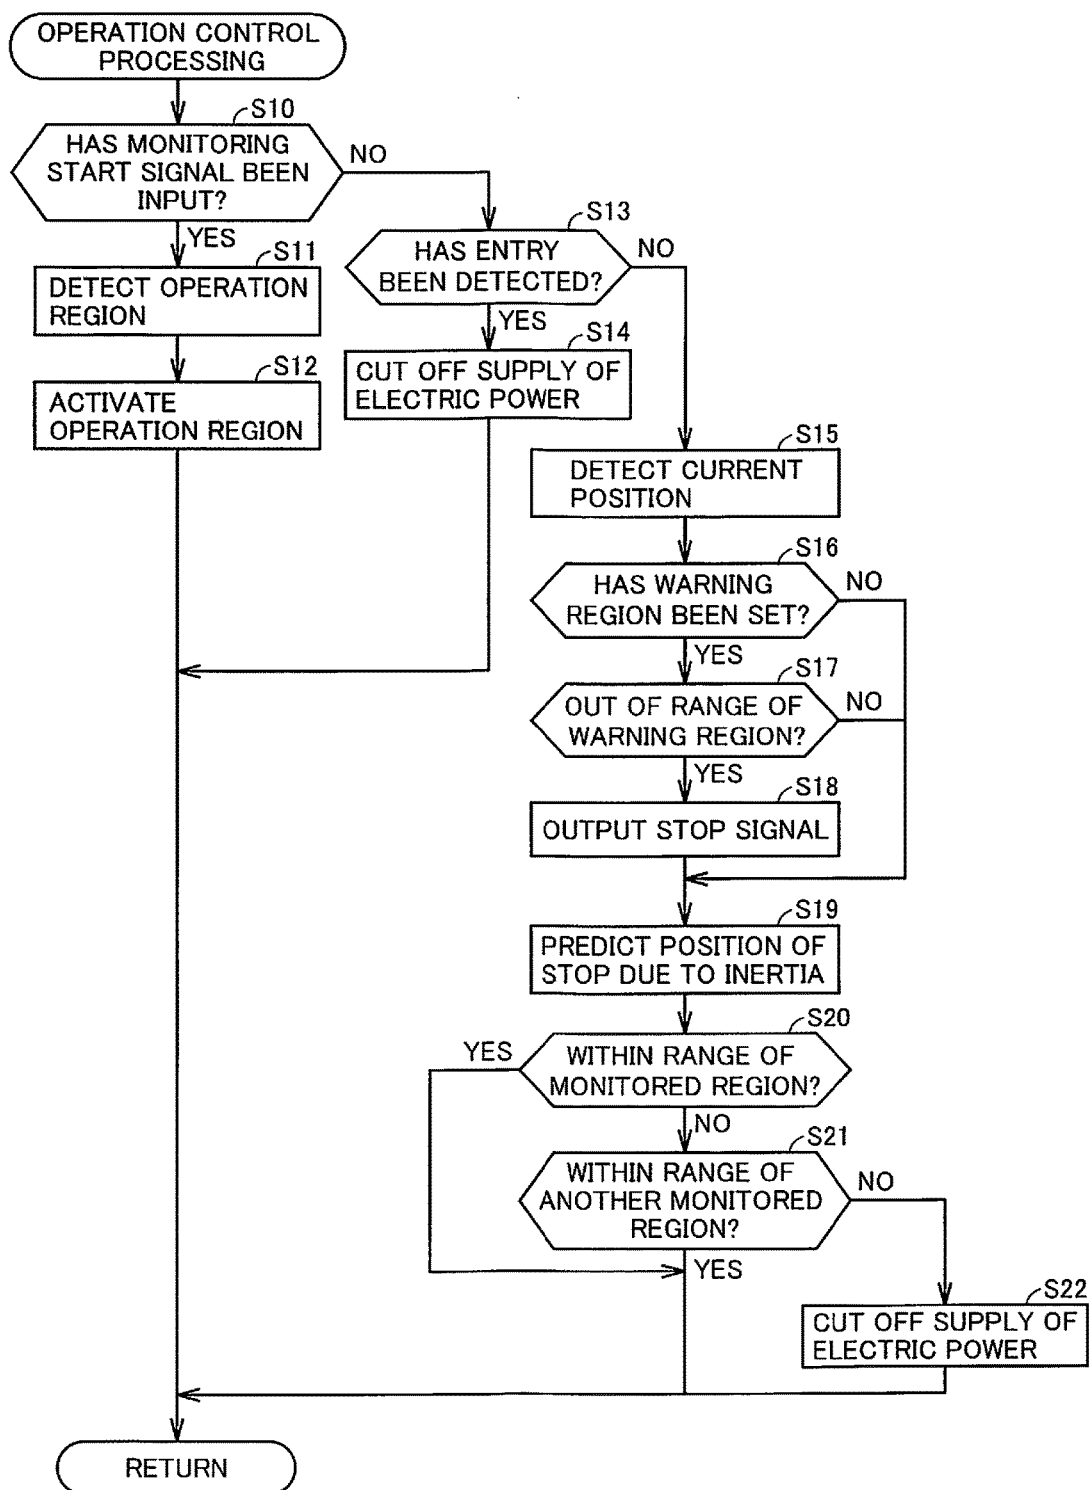 OPERATION CONTROL
PROCESSING
S10
HAS MONITORING
START SIGNAL BEEN
INPUT?
NO
YES
S11
DETECT OPERATION
REGION
S12
ACTIVATE
OPERATION REGION
S13
HAS ENTRY
BEEN DETECTED?
NO
YES
S14
CUT OFF SUPPLY OF
ELECTRIC POWER
S15
DETECT CURRENT
POSITION
S16
HAS WARNING
REGION BEEN SET?
NO
YES
S17
OUT OF RANGE OF
WARNING REGION?
NO
YES
S18
OUTPUT STOP SIGNAL
S19
PREDICT POSITION OF
STOP DUE TO INERTIA
S20
YES
WITHIN RANGE OF
MONITORED REGION?
NO
S21
WITHIN RANGE OF
ANOTHER MONITORED
REGION?
NO
YES
S22
CUT OFF SUPPLY OF
ELECTRIC POWER
RETURN